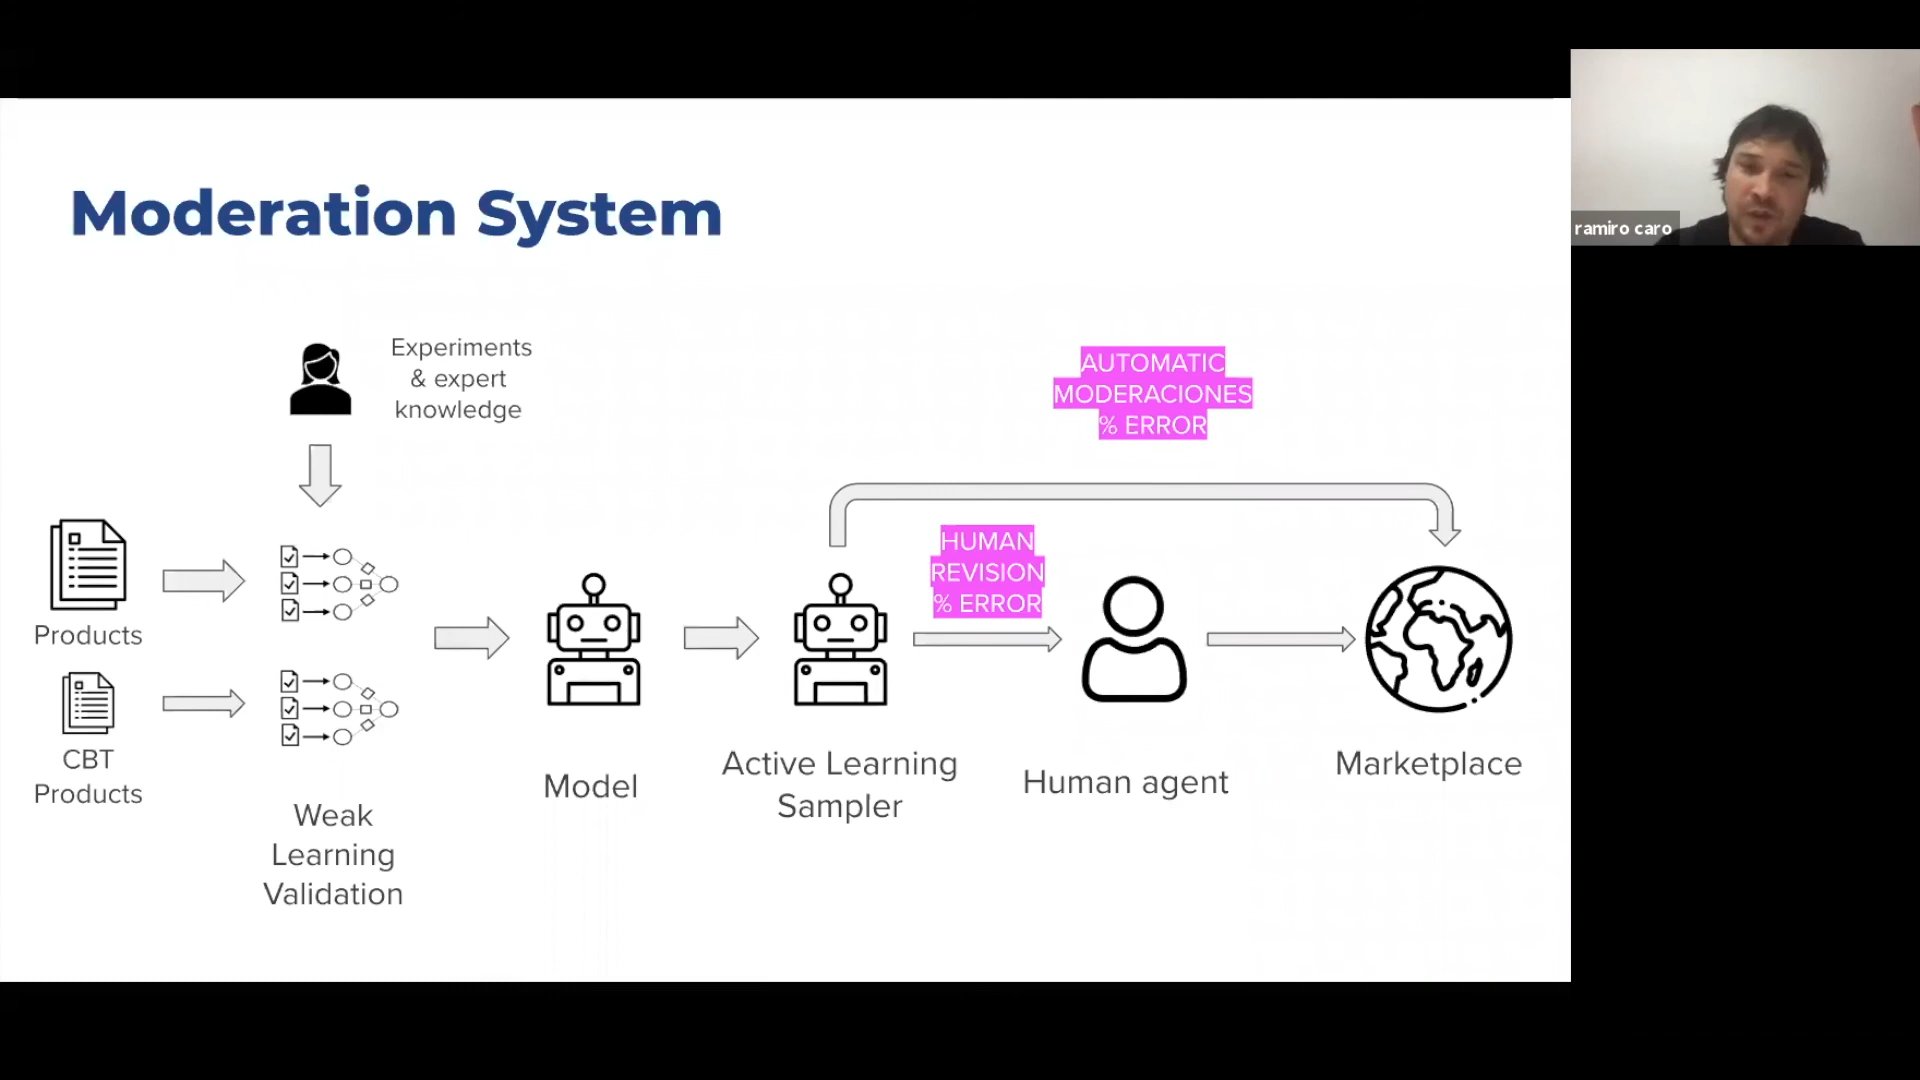 Moderation System
ramiro caro
Experiments
& expert
knowledge
AUTOMATIC
MODERACIONES
% ERROR
HUMAN
REVISION
% ERROR
Products
CBT
Products
Weak
Learning
Validation
Model
Active Learning
Sampler
Human agent
Marketplace